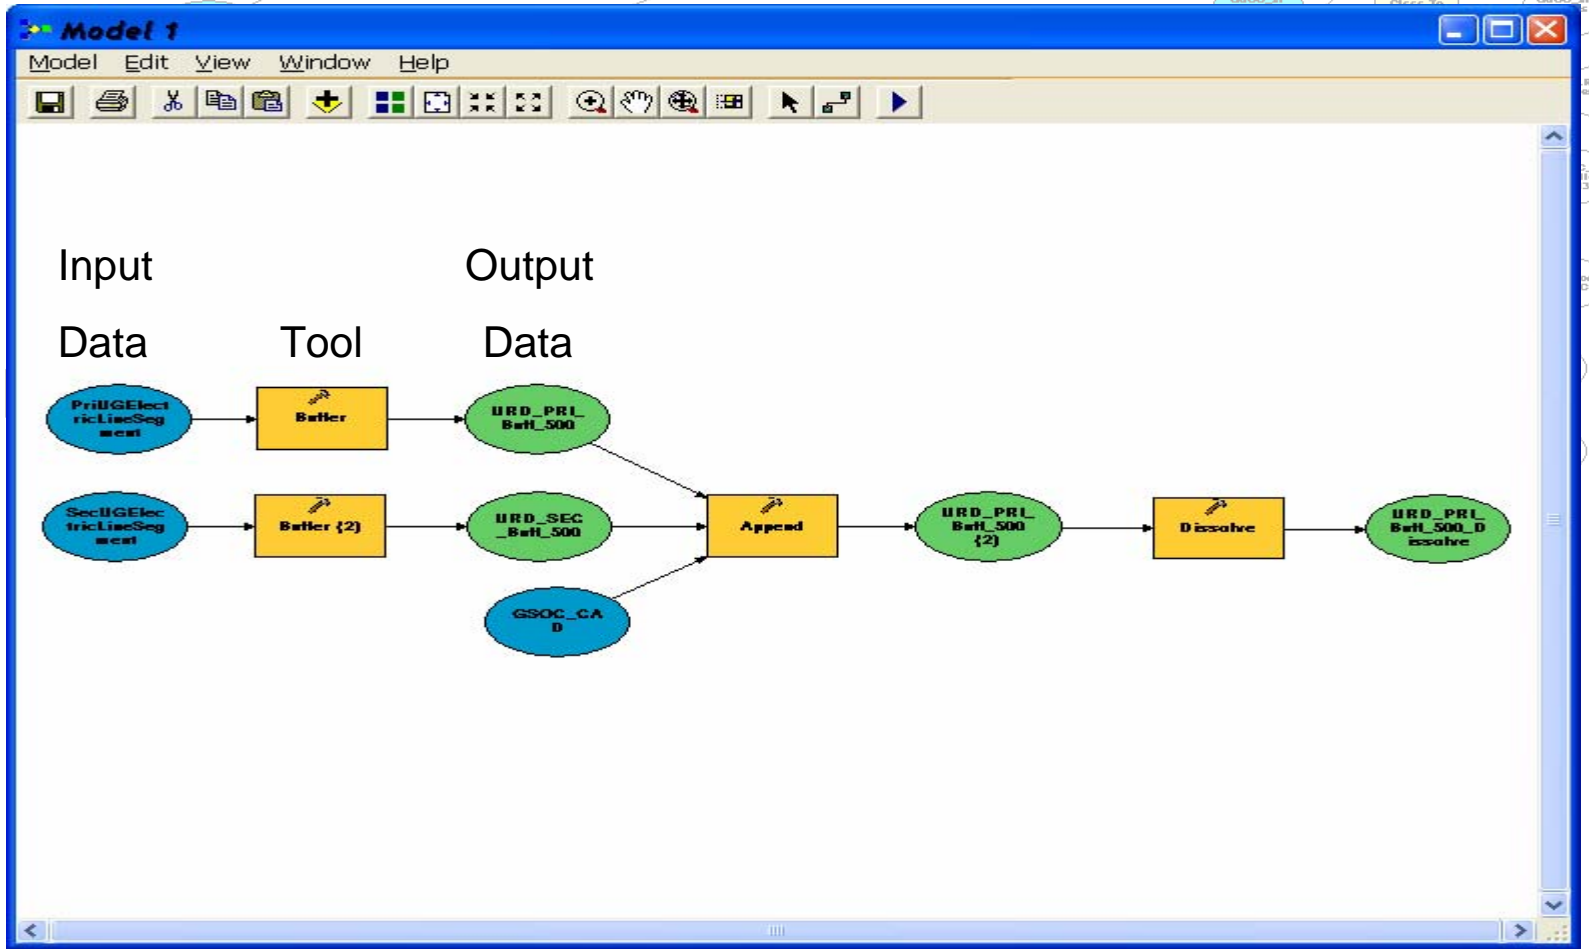 Model 1
Model Edit View Window Help
Input Output
Data Tool Data
PriUGElect
ricLineSeg
ment
Buffer
URD_PRI_
Buff_500
SecUGElec
tricLineSeg
ment
Buffer (2)
URD_SEC
_Buff_500
GSOC_CA
D
Append
URD_PRI_
Buff_500
(2)
Dissolve
URD_PRI_
Buff_500_D
issolve